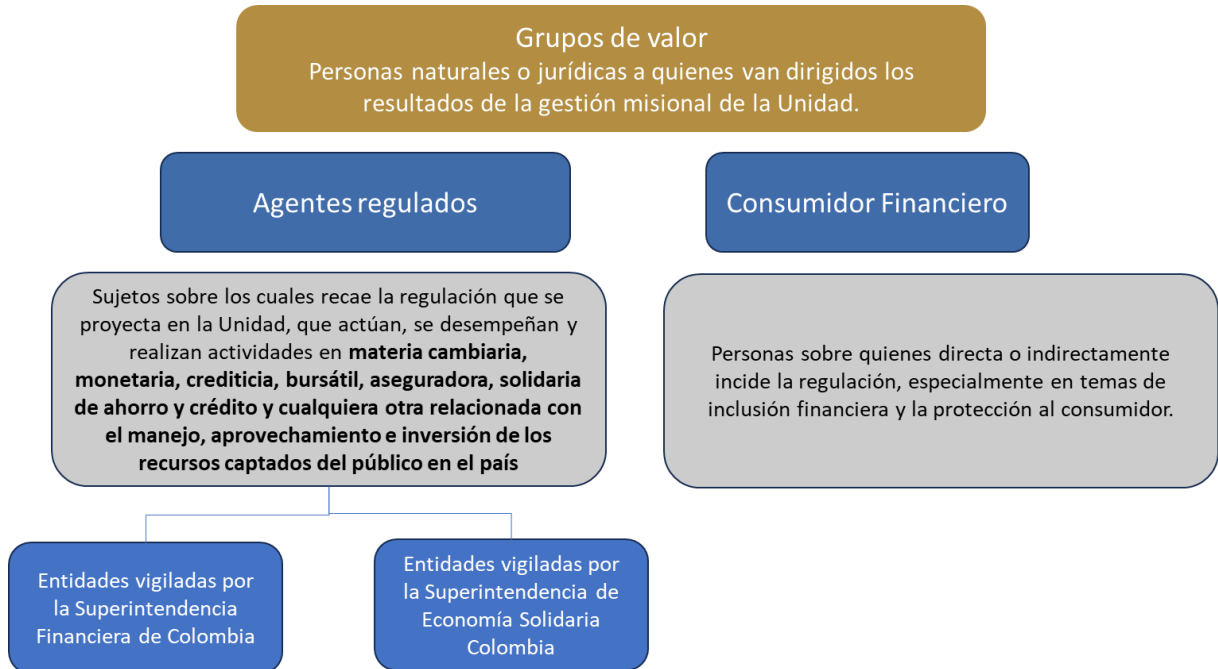 Grupos de valor
Personas naturales o jurídicas a quienes van dirigidos los
resultados de la gestión misional de la Unidad.
Agentes regulados
Consumidor Financiero
Sujetos sobre los cuales recae la regulación que se
proyecta en la Unidad, que actúan, se desempeñan y
realizan actividades en materia cambiaria,
monetaria, crediticia, bursátil, aseguradora, solidaria
de ahorro y crédito y cualquiera otra relacionada con
el manejo, aprovechamiento e inversión de los
recursos captados del público en el país
Personas sobre quienes directa o indirectamente
incide la regulación, especialmente en temas de
inclusión financiera y la protección al consumidor.
Entidades vigiladas por
la Superintendencia
Financiera de Colombia
Entidades vigiladas por
la Superintendencia de
Economía Solidaria
Colombia